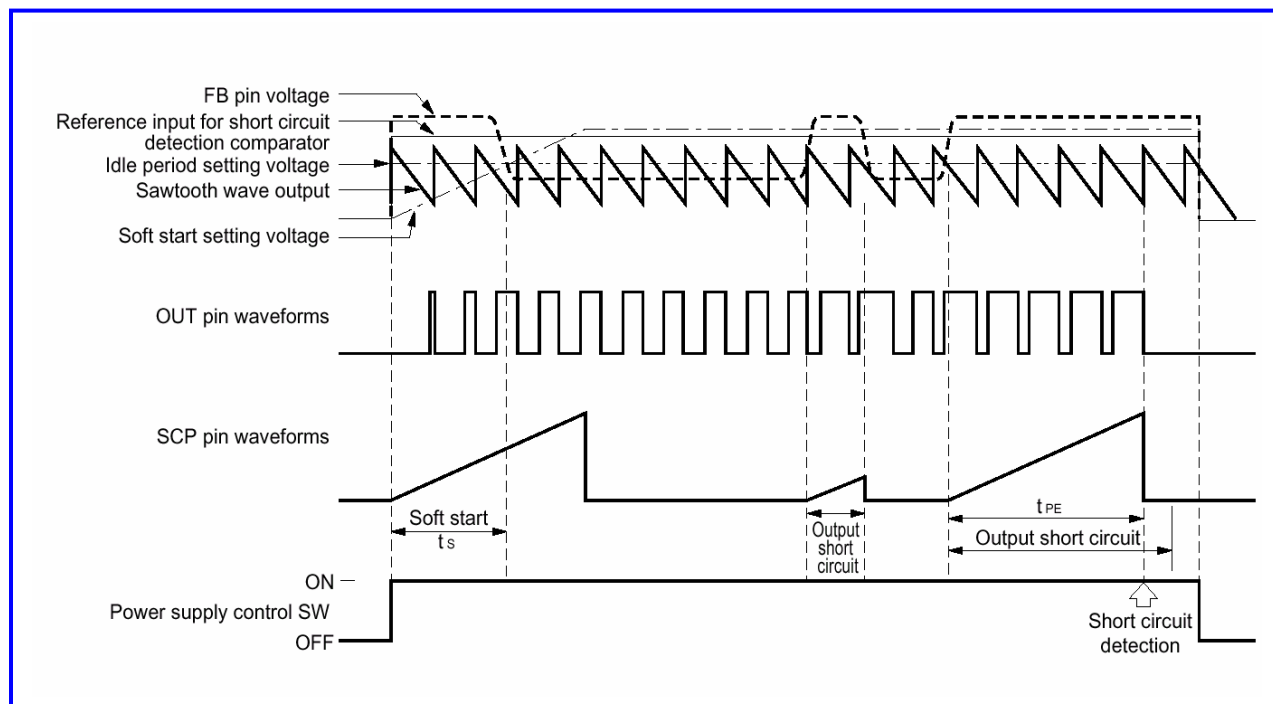 FB pin voltage
Reference input for short circuit
detection comparator
Idle period setting voltage
Sawtooth wave output
Soft start setting voltage
OUT pin waveforms
SCP pin waveforms
Soft start
tS
Output
short
circuit
tPE
Output short circuit
ON
Power supply control SW
OFF
Short circuit
detection